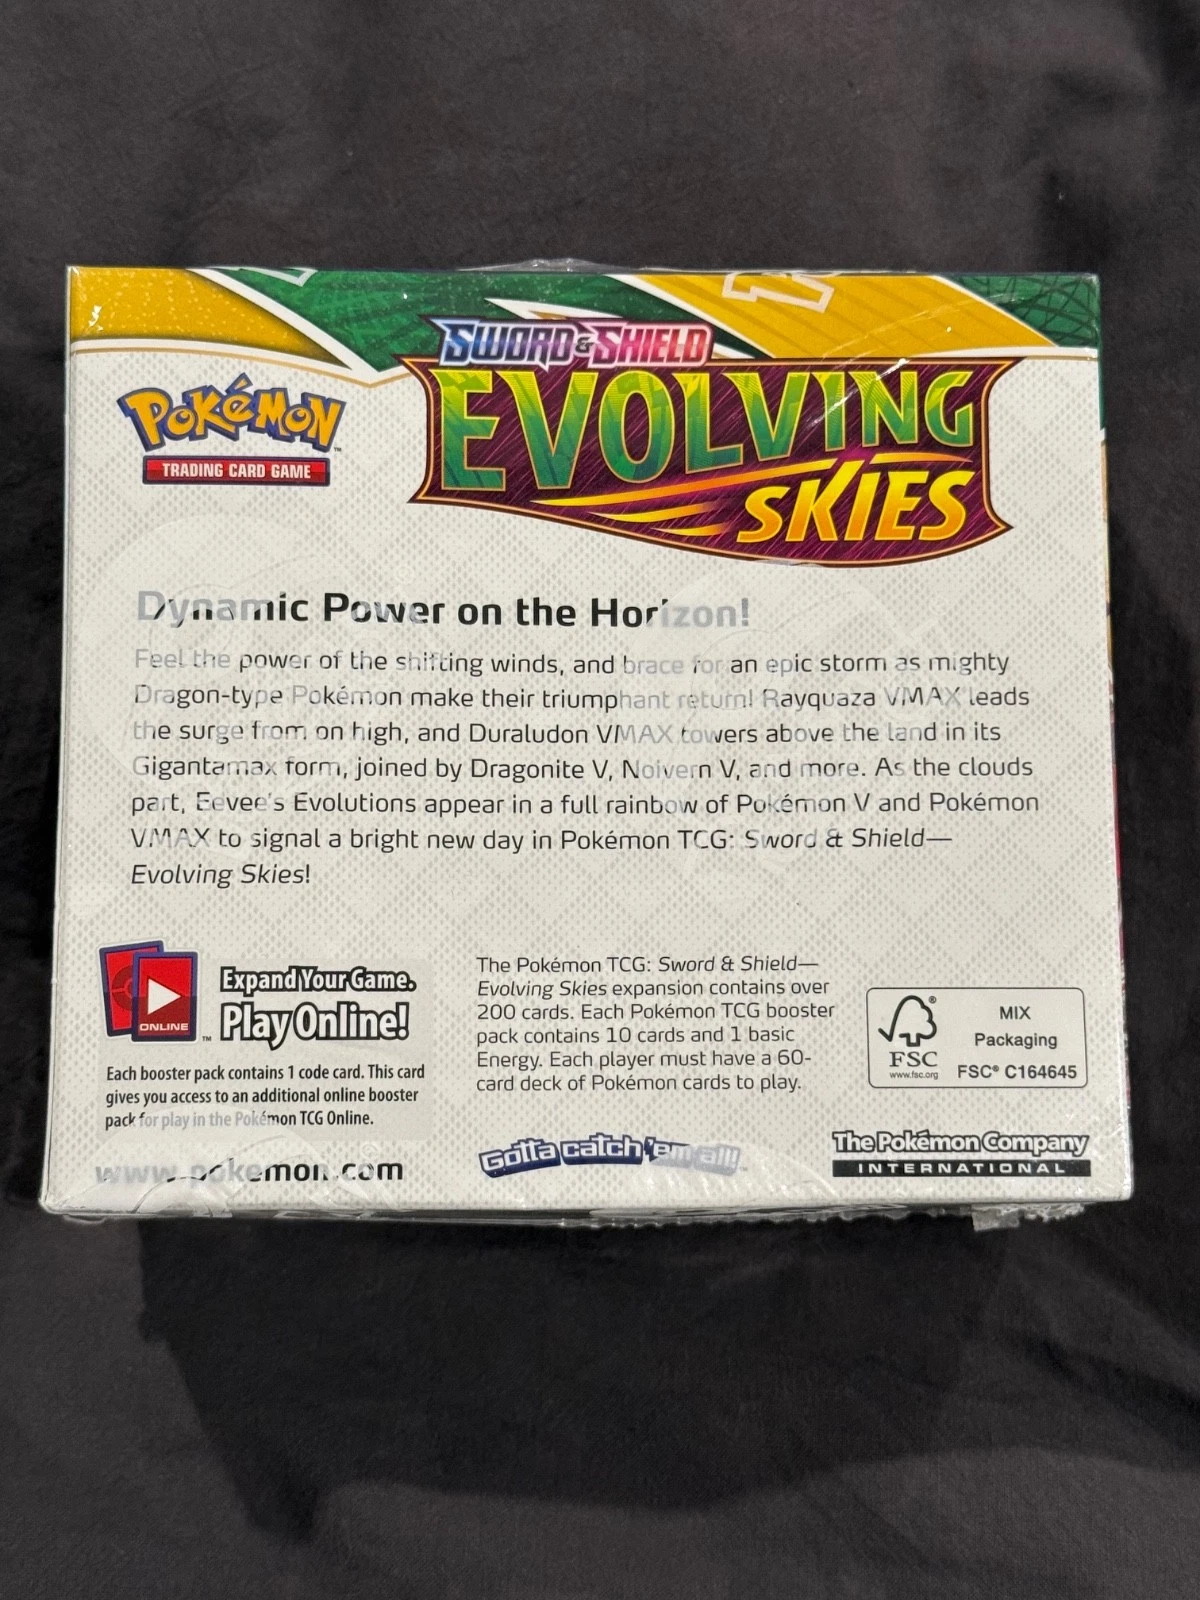 SWORD & SHIELD
EVOLVING
SKIES
POKéMON™
TRADING CARD GAME
Dynamic Power on the Horizon!
Feel the power of the shifting winds, and brace for an epic storm as mighty
Dragon-type Pokémon make their triumphant return! Rayquaza VMAX leads
the surge from on high, and Duraludon VMAX towers above the land in its
Gigantamax form, joined by Dragonite V, Noivern V, and more. As the clouds
part, Eevee's Evolutions appear in a full rainbow of Pokémon V and Pokémon
VMAX to signal a bright new day in Pokémon TCG: Sword & Shield—
Evolving Skies!
ONLINE™
Expand Your Game.
Play Online!
Each booster pack contains 1 code card. This card
gives you access to an additional online booster
pack for play in the Pokémon TCG Online.
www.pokemon.com
The Pokémon TCG: Sword & Shield—
Evolving Skies expansion contains over
200 cards. Each Pokémon TCG booster
pack contains 10 cards and 1 basic
Energy. Each player must have a 60-
card deck of Pokémon cards to play.
Gotta catch 'em all!™
FSC®
www.fsc.org
MIX
Packaging
FSC® C164645
The Pokémon Company
INTERNATIONAL